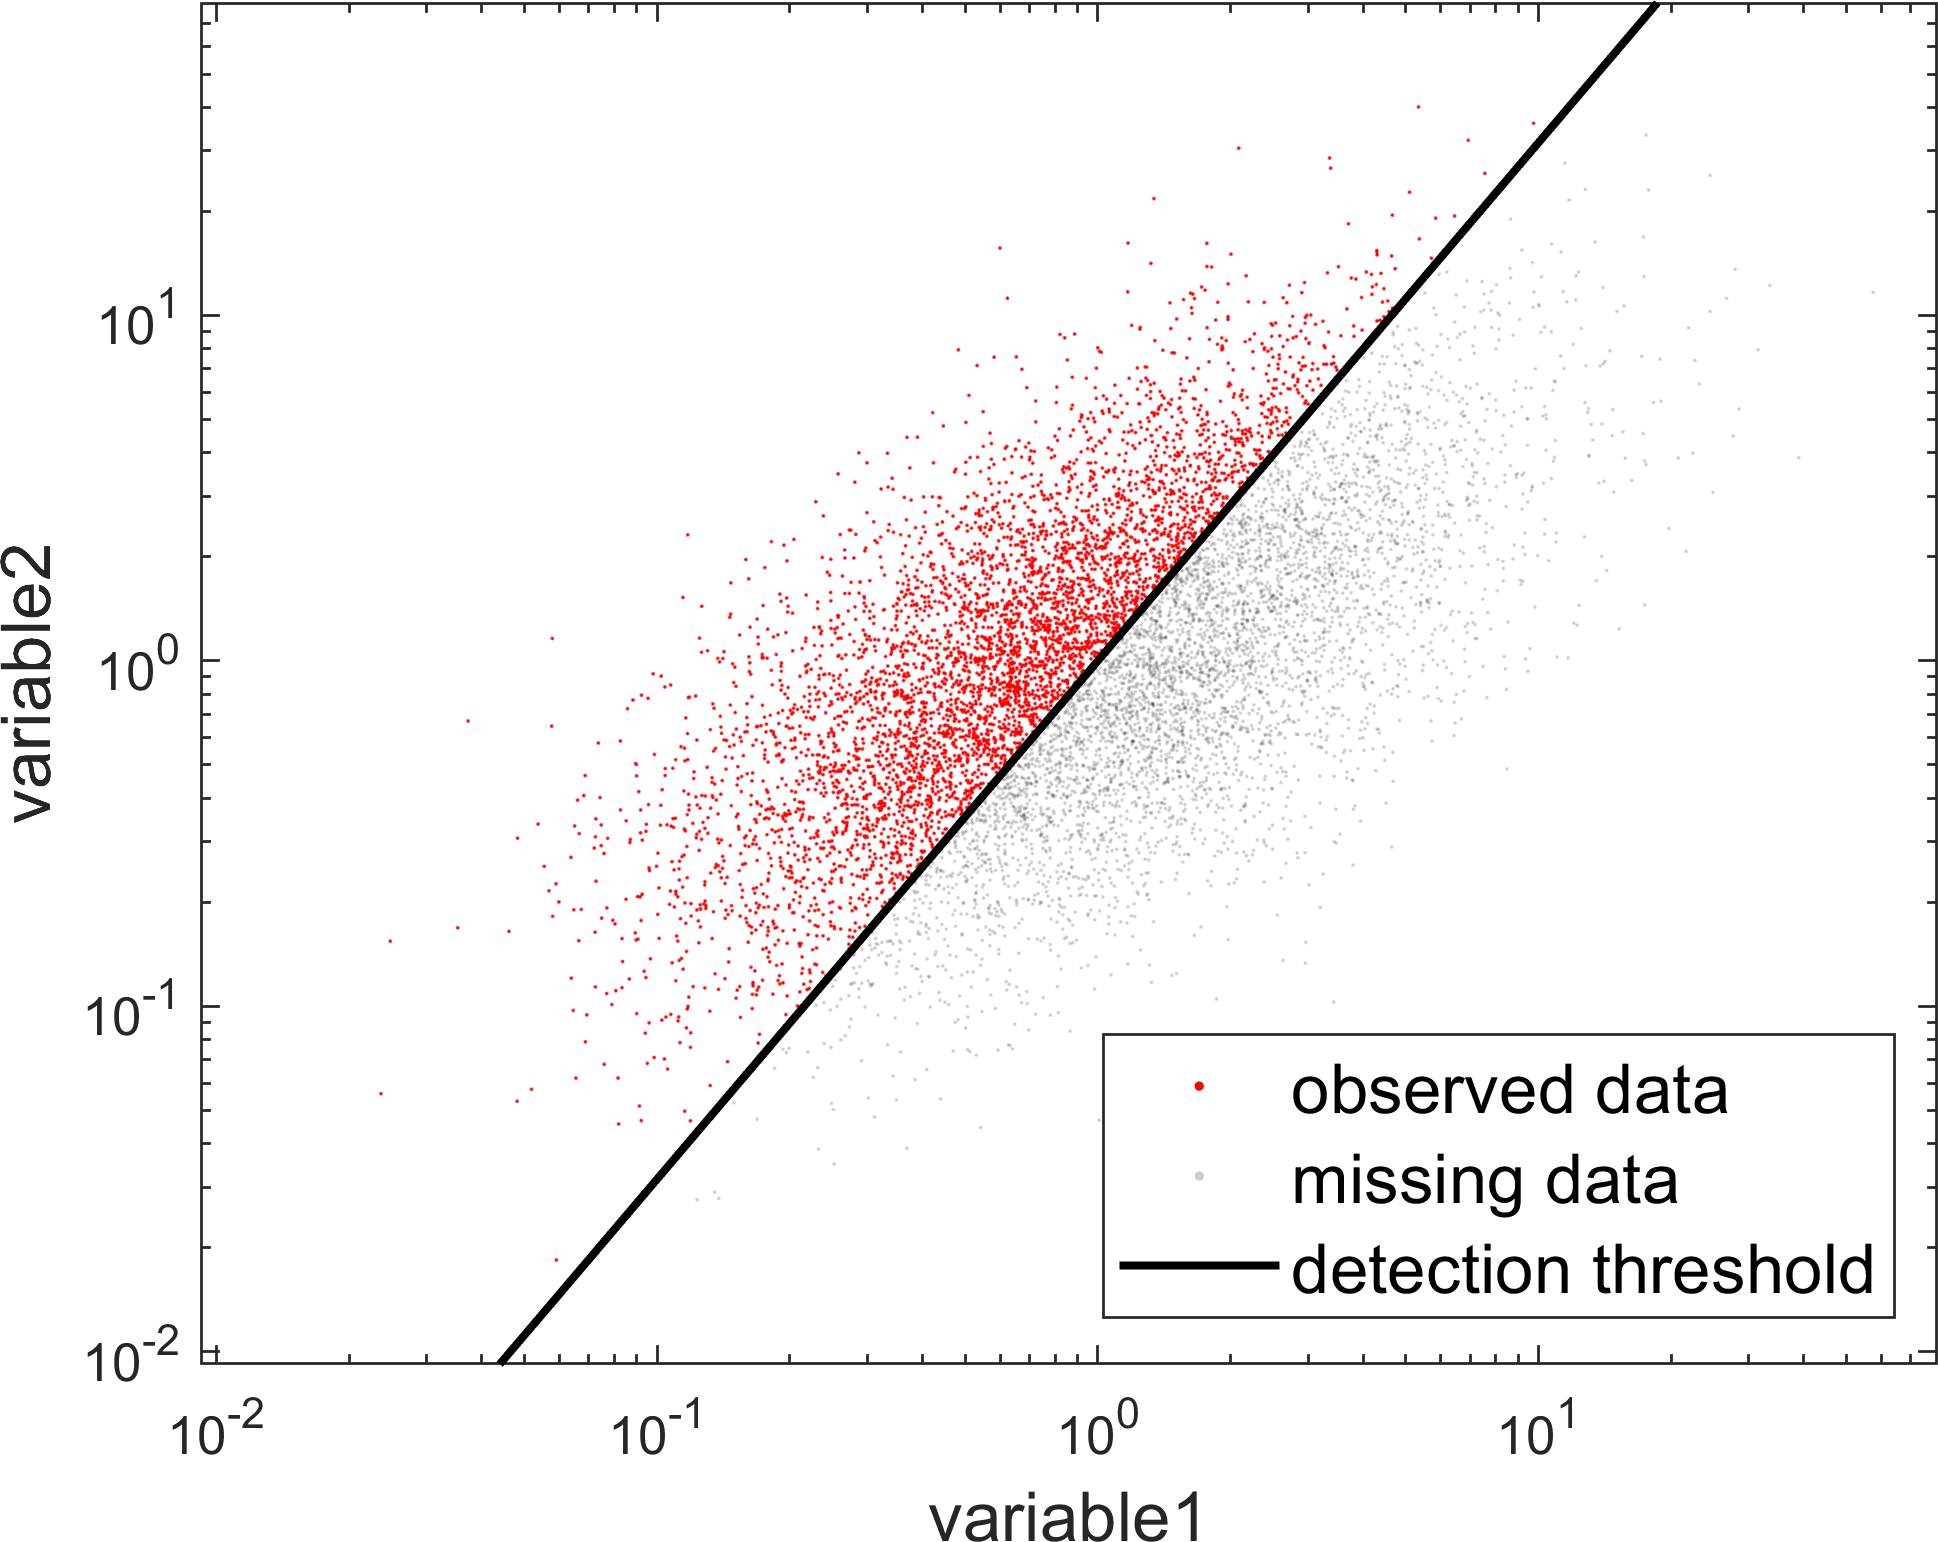 variable2
10^1
10^0
10^-1
10^-2
10^-2
10^-1
10^0
10^1
variable1
observed data
missing data
detection threshold